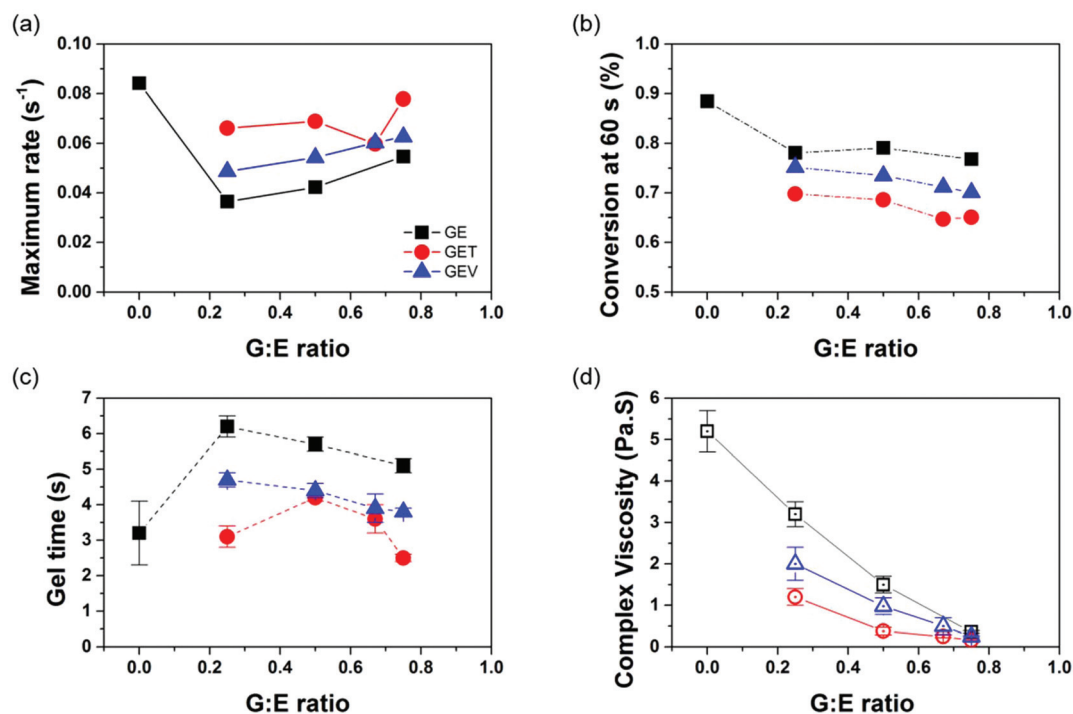 (a)
Maximum rate (s-1)
0.10
0.08
0.06
0.04
0.02
0.00
GE
GET
GEV
0.0 0.2 0.4 0.6 0.8 1.0
G:E ratio
(b)
Conversion at 60 s (%)
1.0
0.9
0.8
0.7
0.6
0.5
0.0 0.2 0.4 0.6 0.8 1.0
G:E ratio
(c)
Gel time (s)
7
6
5
4
3
2
1
0
0.0 0.2 0.4 0.6 0.8 1.0
G:E ratio
(d)
Complex Viscosity (Pa.S)
6
5
4
3
2
1
0
0.0 0.2 0.4 0.6 0.8 1.0
G:E ratio